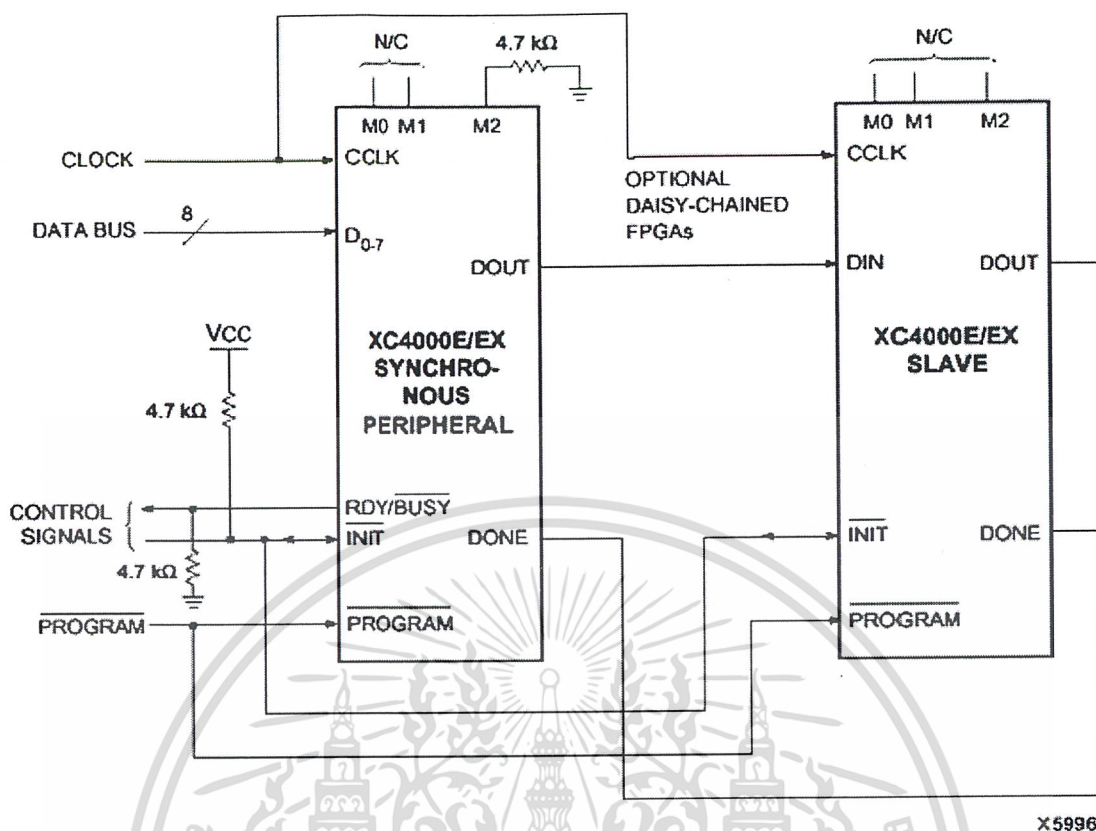 N/C
4.7 kΩ
N/C
M0 M1 M2
M0 M1 M2
CLOCK
CCLK
CCLK
OPTIONAL
DAISY-CHAINED
FPGAs
DATA BUS
8
D0-7
DOUT
DIN
DOUT
VCC
XC4000E/EX
SYNCHRO-
NOUS
PERIPHERAL
XC4000E/EX
SLAVE
4.7 kΩ
CONTROL
SIGNALS
RDY/BUSY
INIT
DONE
INIT
DONE
4.7 kΩ
PROGRAM
PROGRAM
PROGRAM
X5996